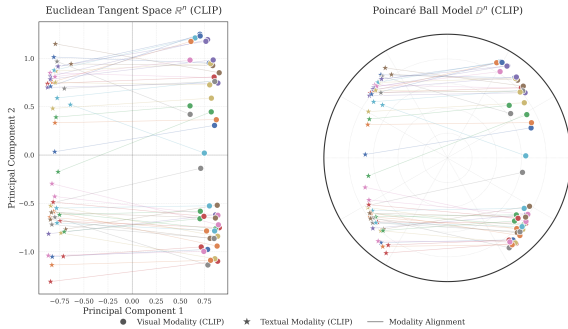 Euclidean Tangent Space ℝⁿ (CLIP)
Poincaré Ball Model 𝔻ⁿ (CLIP)
Principal Component 2
1.0
0.5
0.0
−0.5
−1.0
−0.75 −0.50 −0.25 0.00 0.25 0.50 0.75
Principal Component 1
Visual Modality (CLIP) Textual Modality (CLIP) Modality Alignment